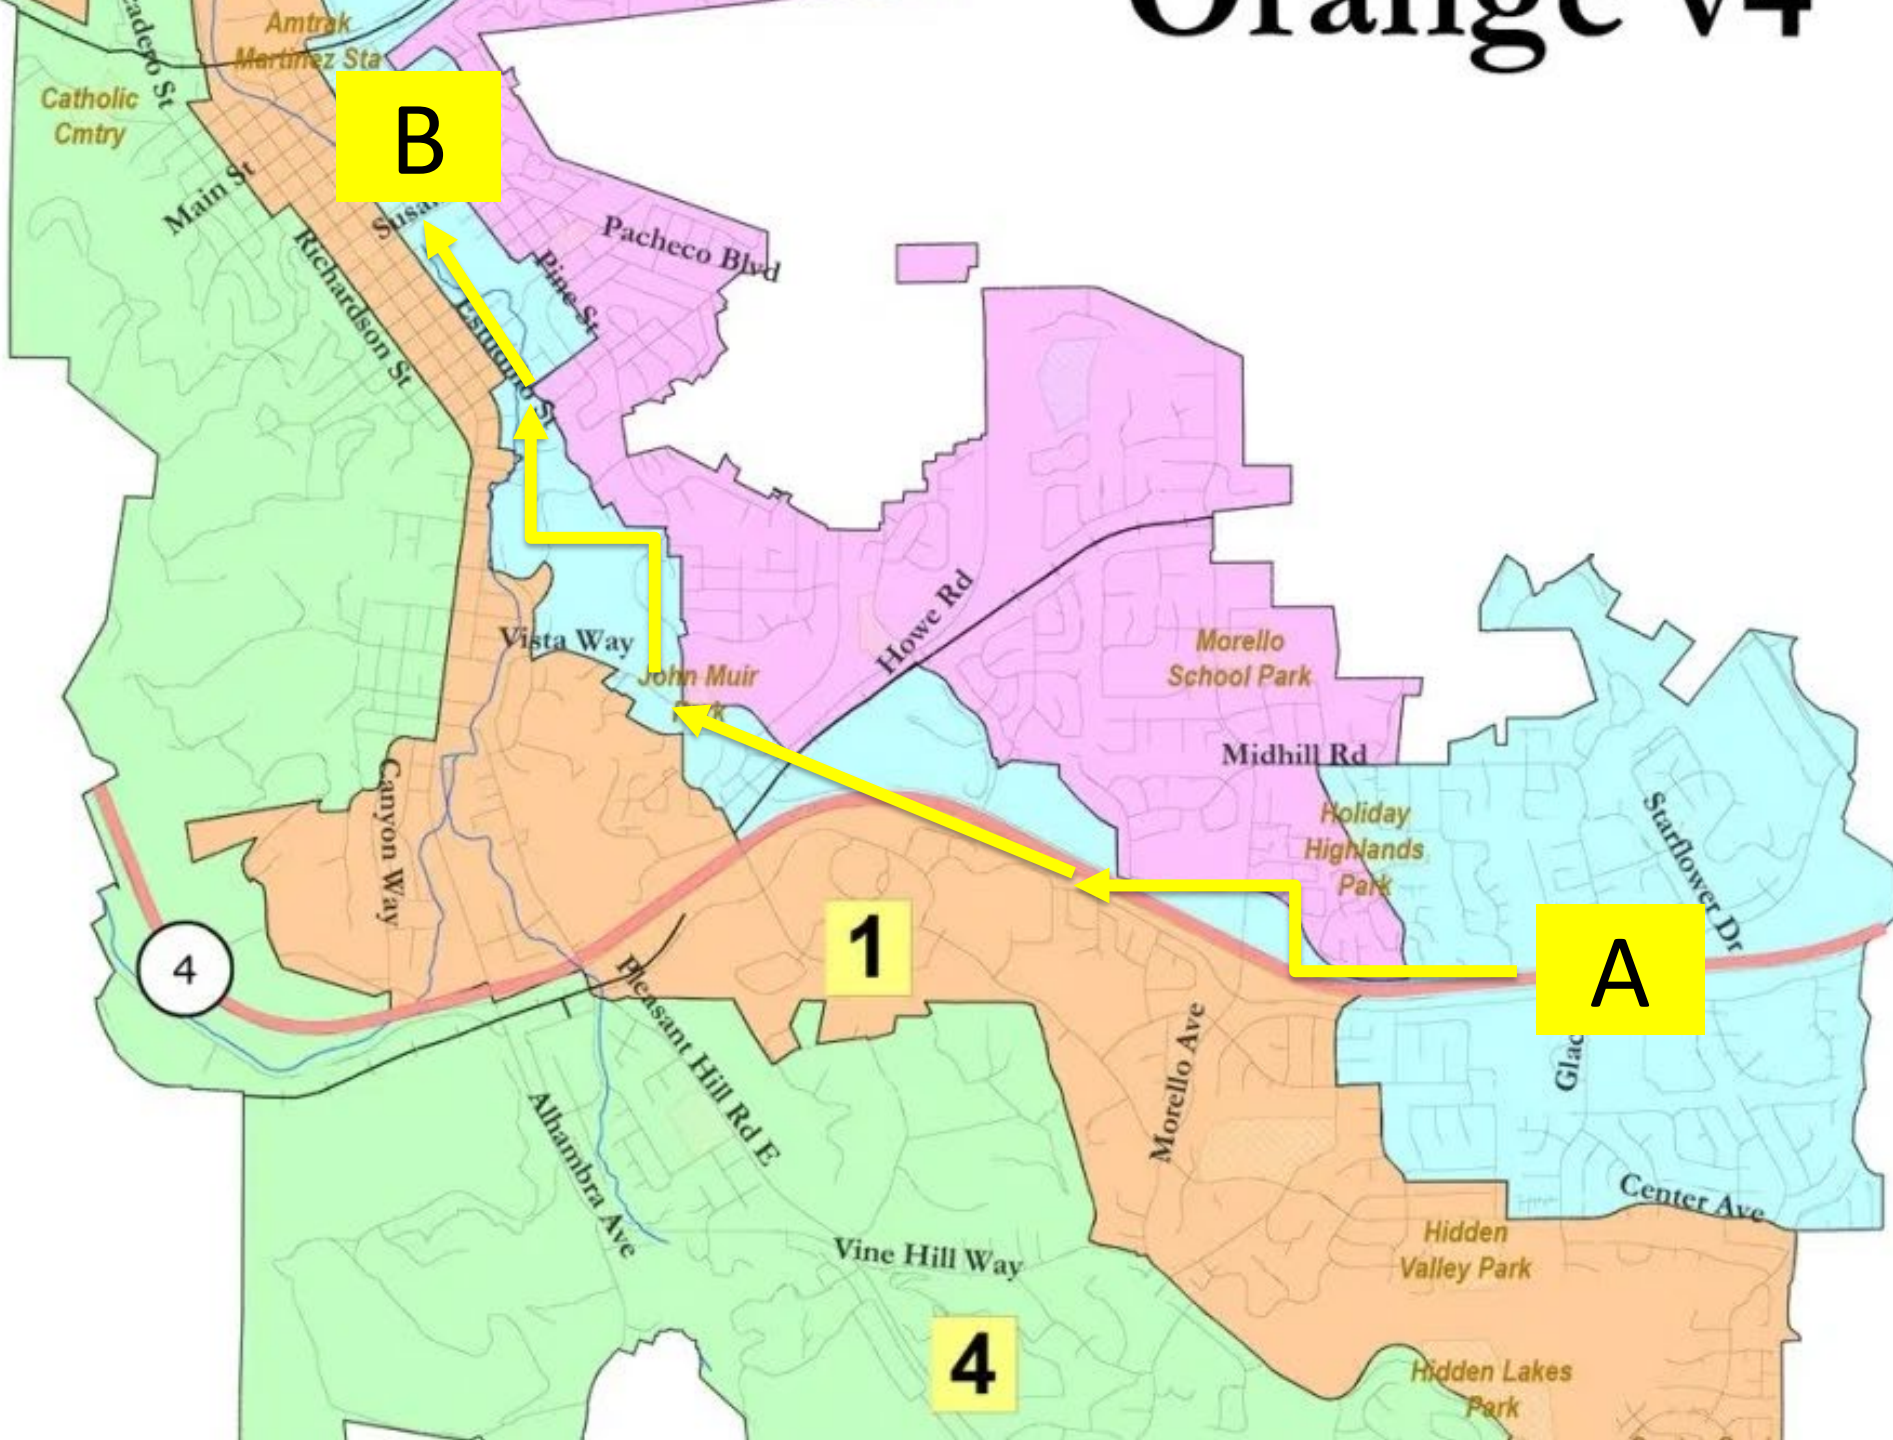 Orange v4
Amtrak
Martinez Sta
Catholic
Cmtry
B
Main St
Richardson St
Pacheco Blvd
Pine St
St
Vista Way
John Muir
Howe Rd
Morello
School Park
Midhill Rd
Holiday
Highlands
Park
Starflower Dr
Canyon Way
4
1
A
Pleasant Hill Rd E
Morello Ave
Alhambra Ave
Center Ave
Vine Hill Way
Hidden
Valley Park
4
Hidden Lakes
Park